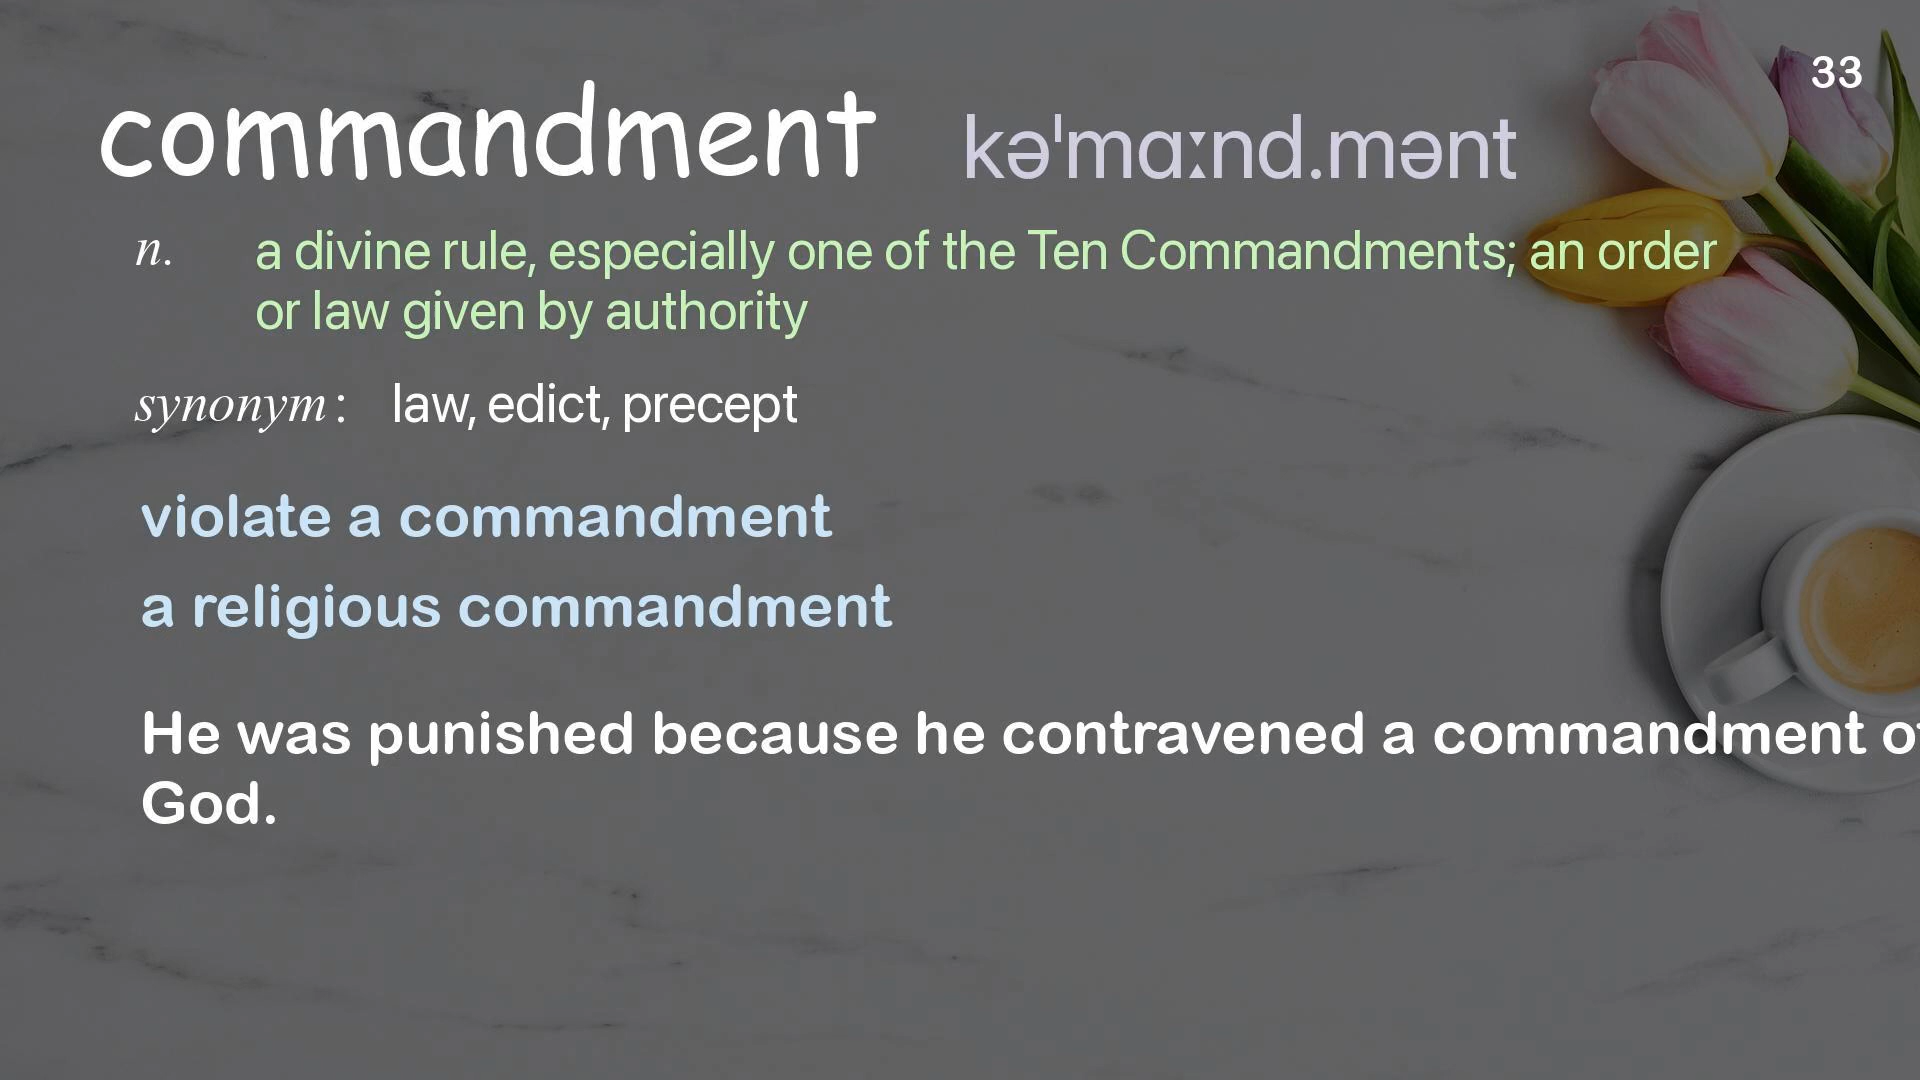 33
commandment kəˈmɑːnd.mənt
n. a divine rule, especially one of the Ten Commandments; an order
or law given by authority
synonym: law, edict, precept
violate a commandment
a religious commandment
He was punished because he contravened a commandment of
God.